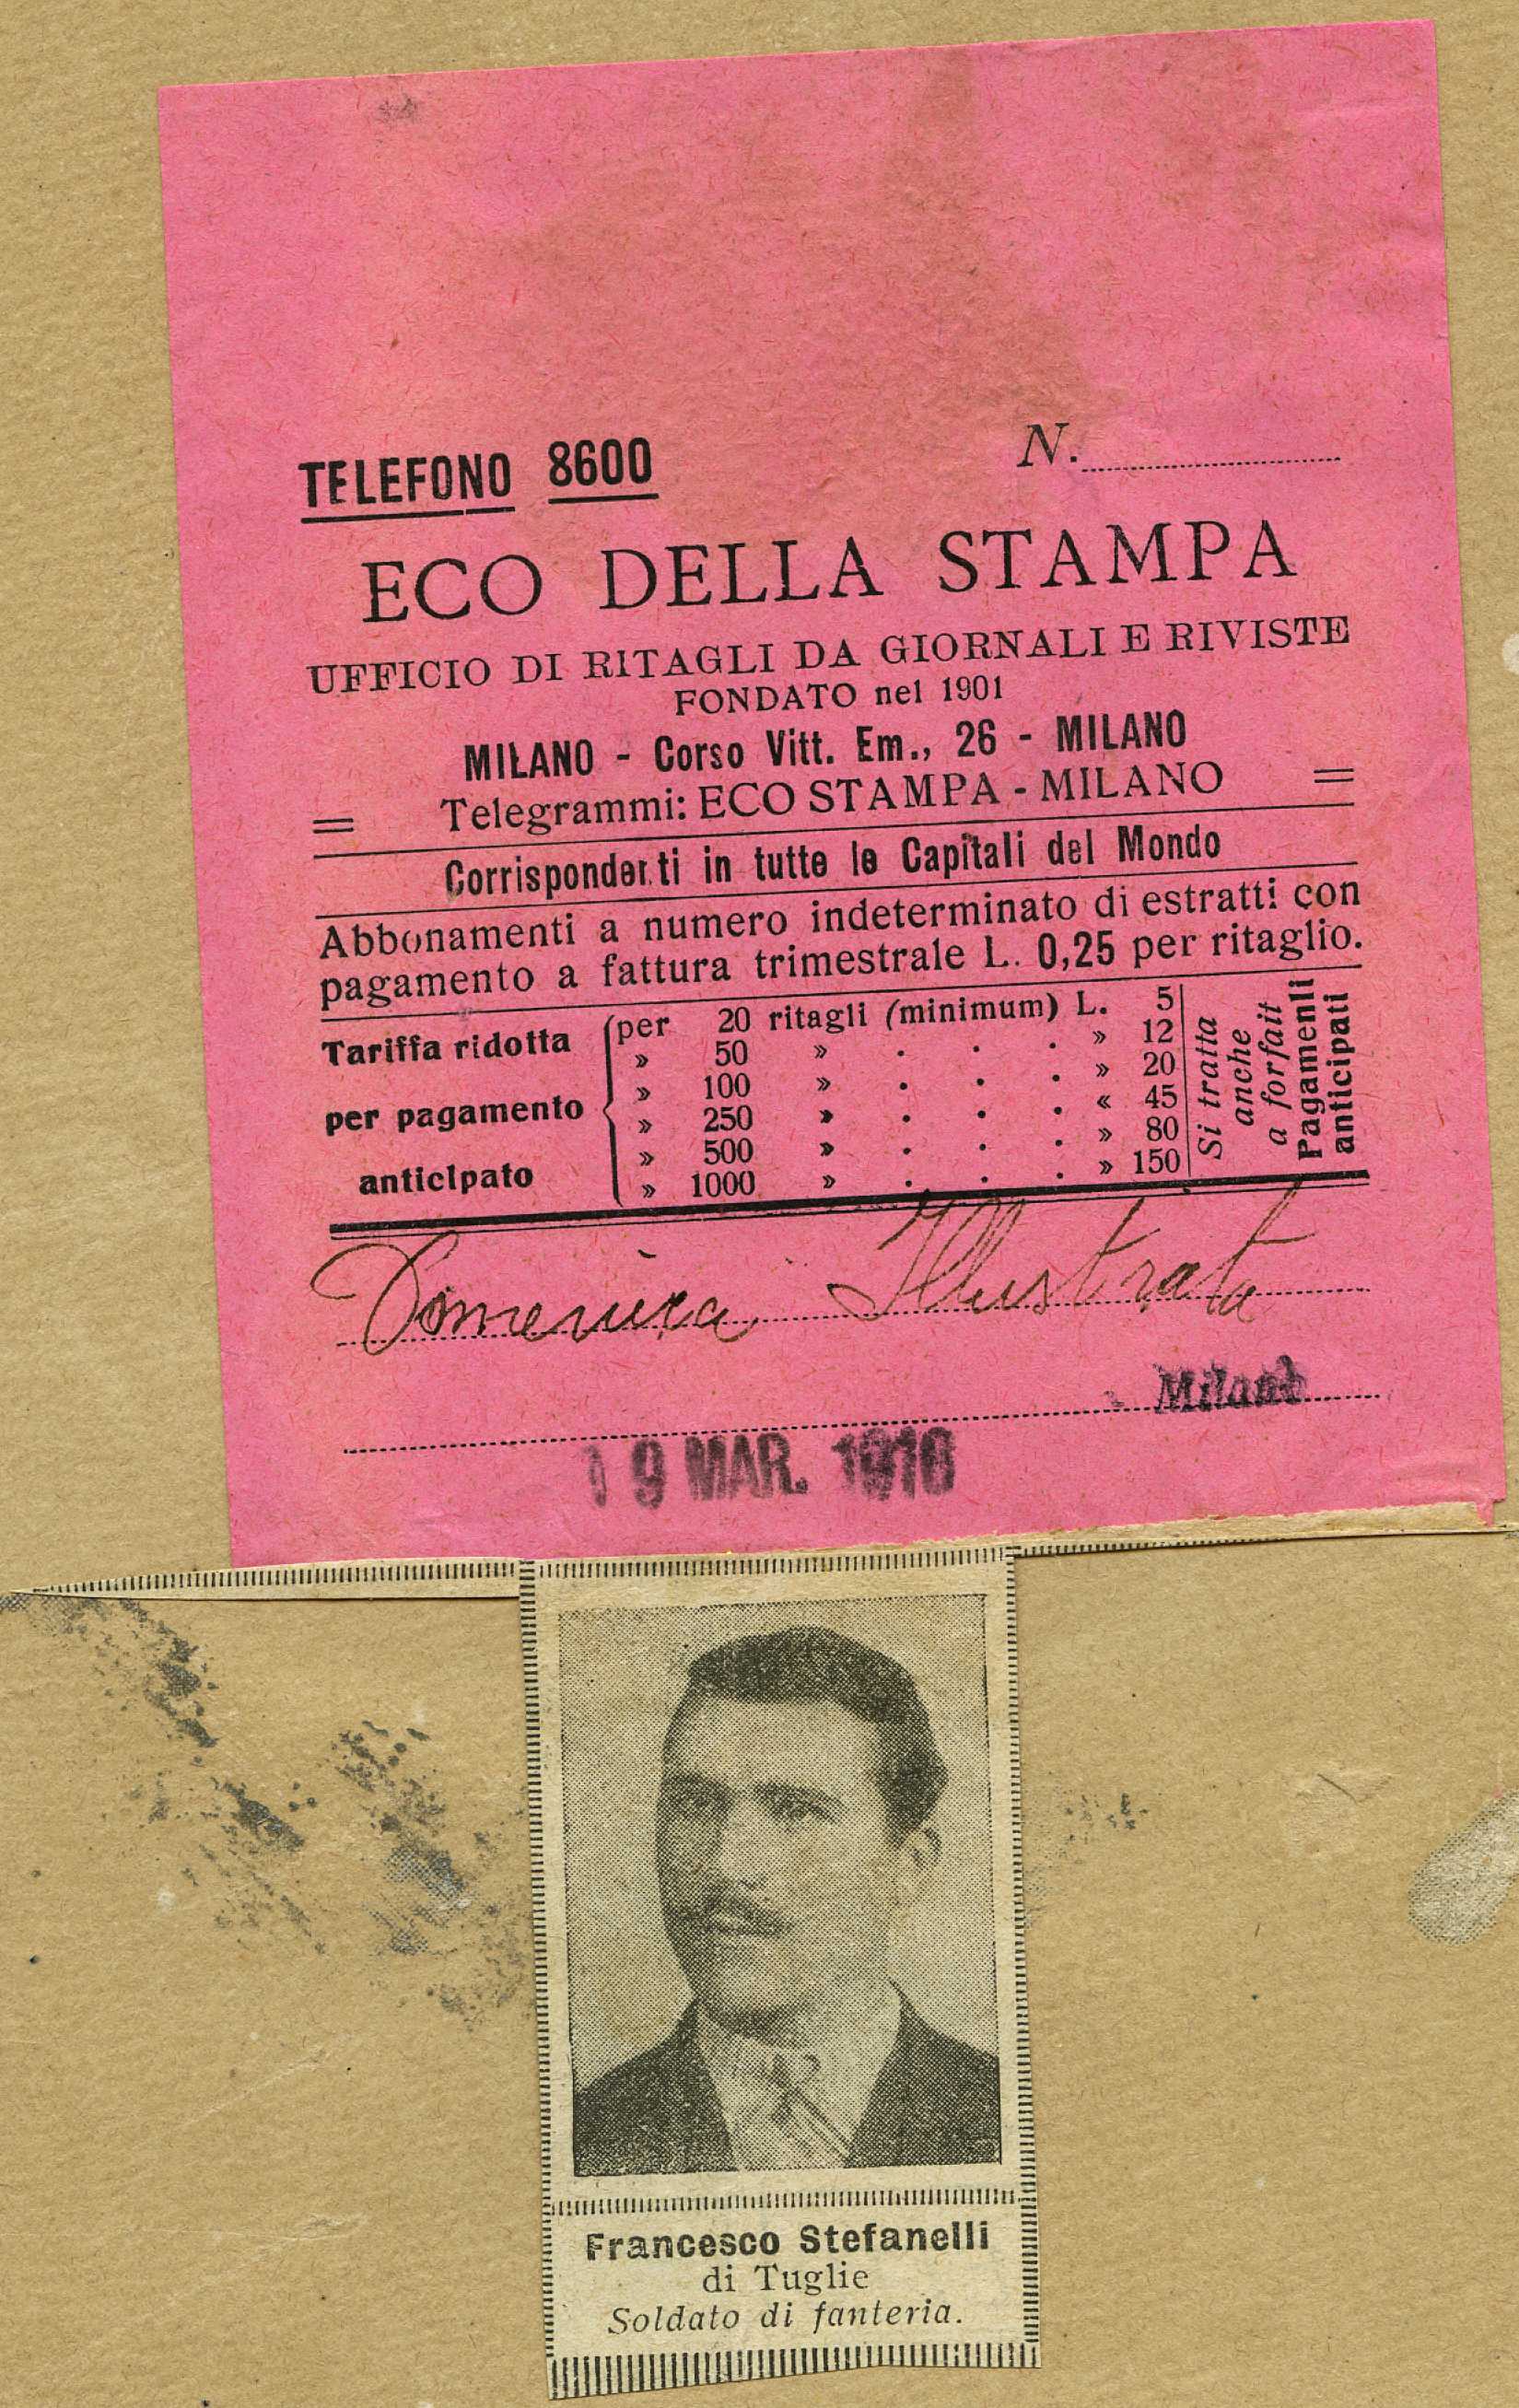 TELEFONO 8600
N.
ECO DELLA STAMPA
UFFICIO DI RITAGLI DA GIORNALI E RIVISTE
FONDATO nel 1901
MILANO - Corso Vitt. Em., 26 - MILANO
Telegrammi: ECO STAMPA - MILANO
Corrispondenti in tutte le Capitali del Mondo
Abbonamenti a numero indeterminato di estratti con
pagamento a fattura trimestrale L. 0,25 per ritaglio.
Tariffa ridotta
per pagamento
anticipato
per 20 ritagli (minimum) L. 5
» 50 » . . . » 12
» 100 » . . . » 20
» 250 » . . . « 45
» 500 » . . . » 80
» 1000 » . . . » 150
Si tratta
anche
a forfait
Pagamenli
anticipati
Domenica Illustrata
Milano
19 MAR. 1916
Francesco Stefanelli
di Tuglie
Soldato di fanteria.